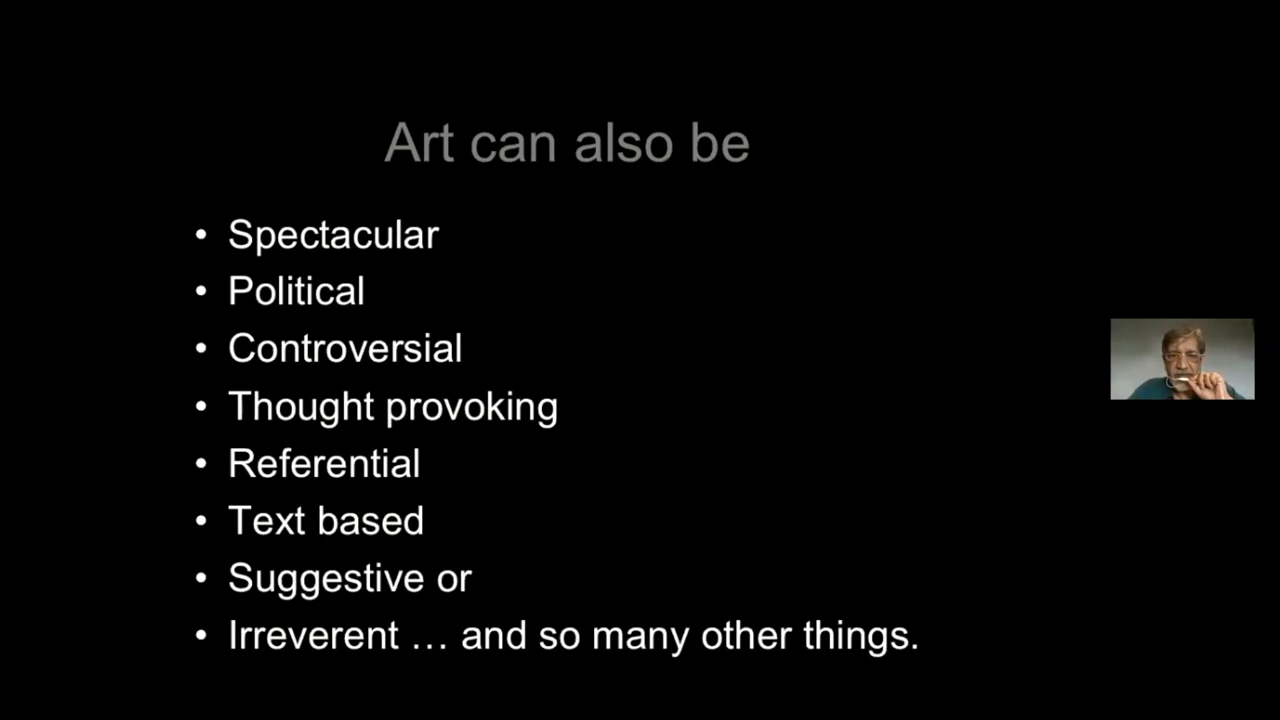 Art can also be
• Spectacular
• Political
• Controversial
• Thought provoking
• Referential
• Text based
• Suggestive or
• Irreverent … and so many other things.